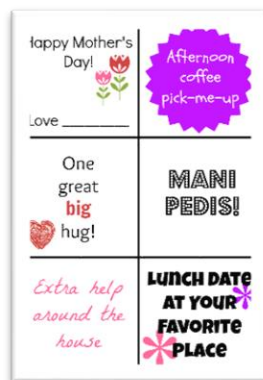 Happy Mother's
Day!
Love
Afternoon
coffee
pick-me-up
One
great
big
hug!
MANI
PEDIS!
Extra help
around the
house
LUNCH DATE
AT YOUR
FAVORITE
PLACE